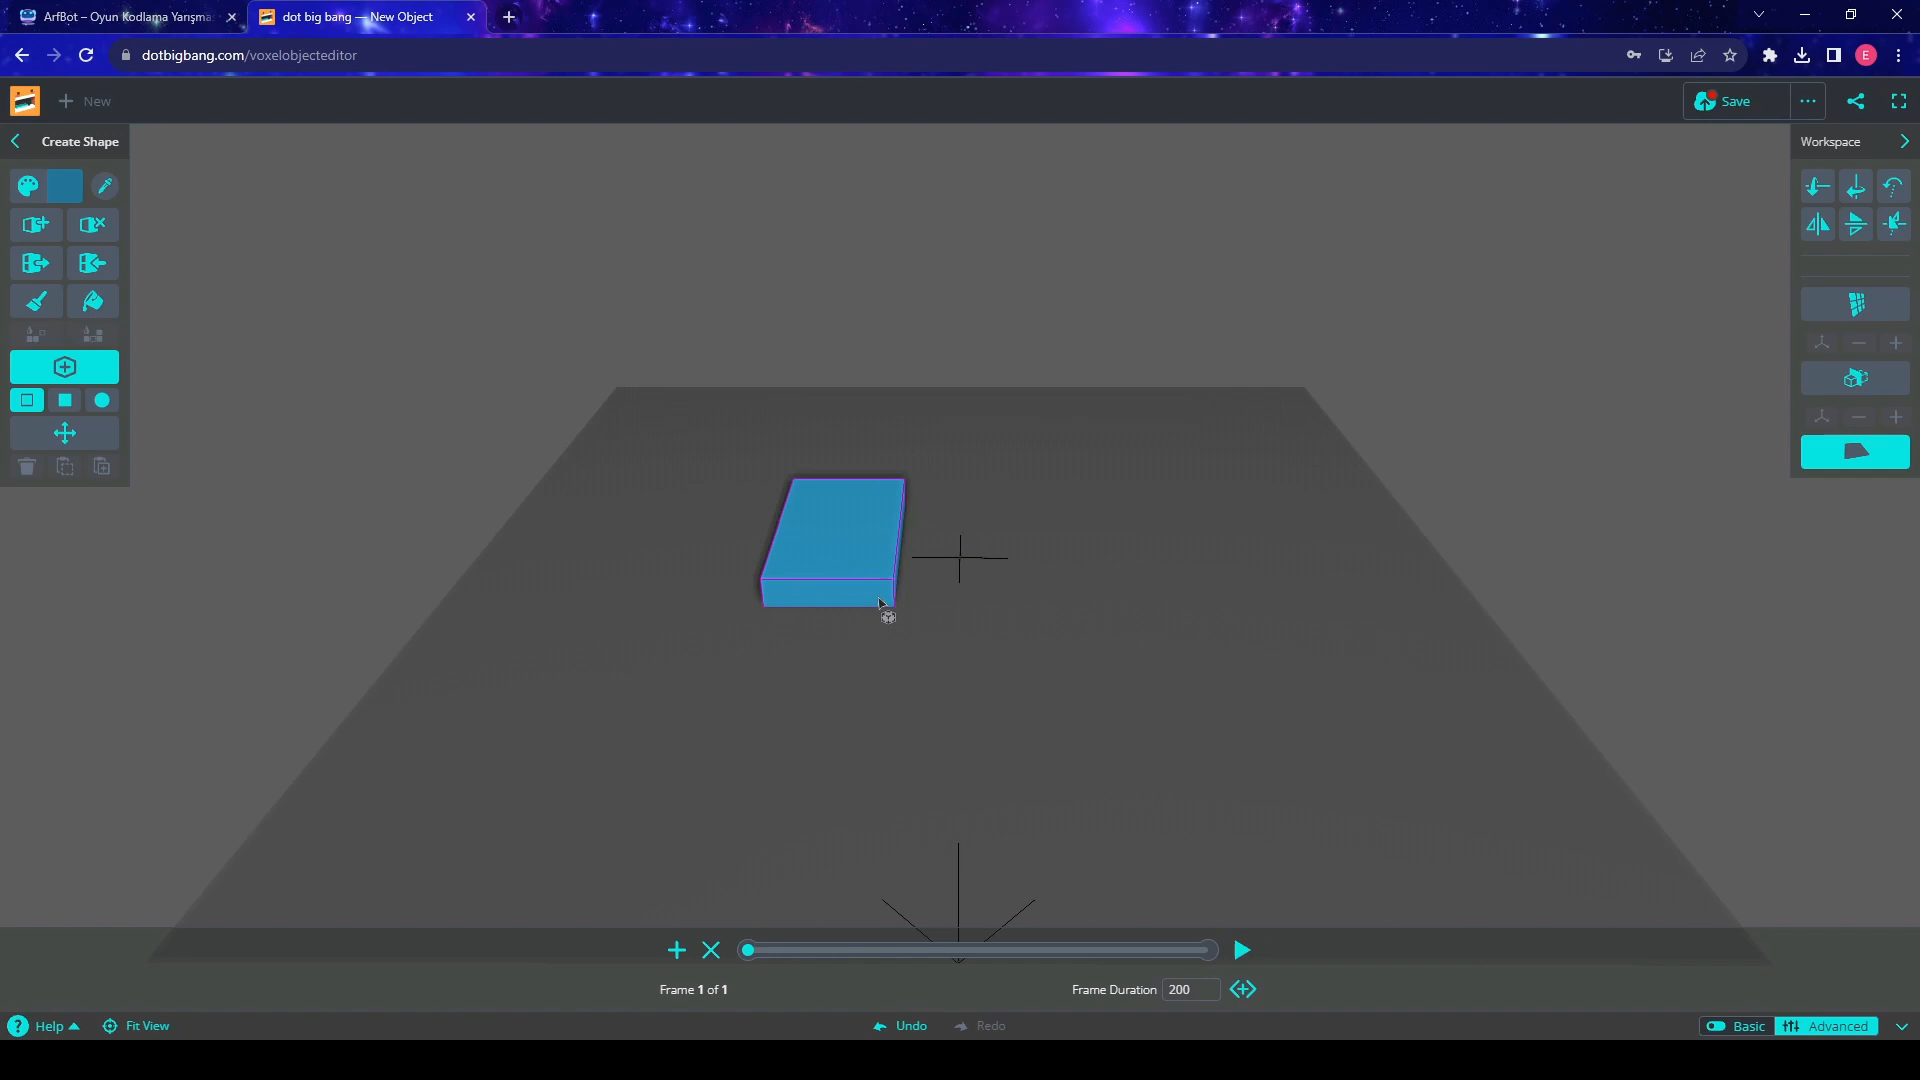 ArfBot – Oyun Kodlama Yarışma
dot big bang — New Object
dotbigbang.com/voxelobjecteditor
E
New
Save
Create Shape
Workspace
Frame 1 of 1
Frame Duration 200
? Help
Fit View
Undo
Redo
Basic
Advanced